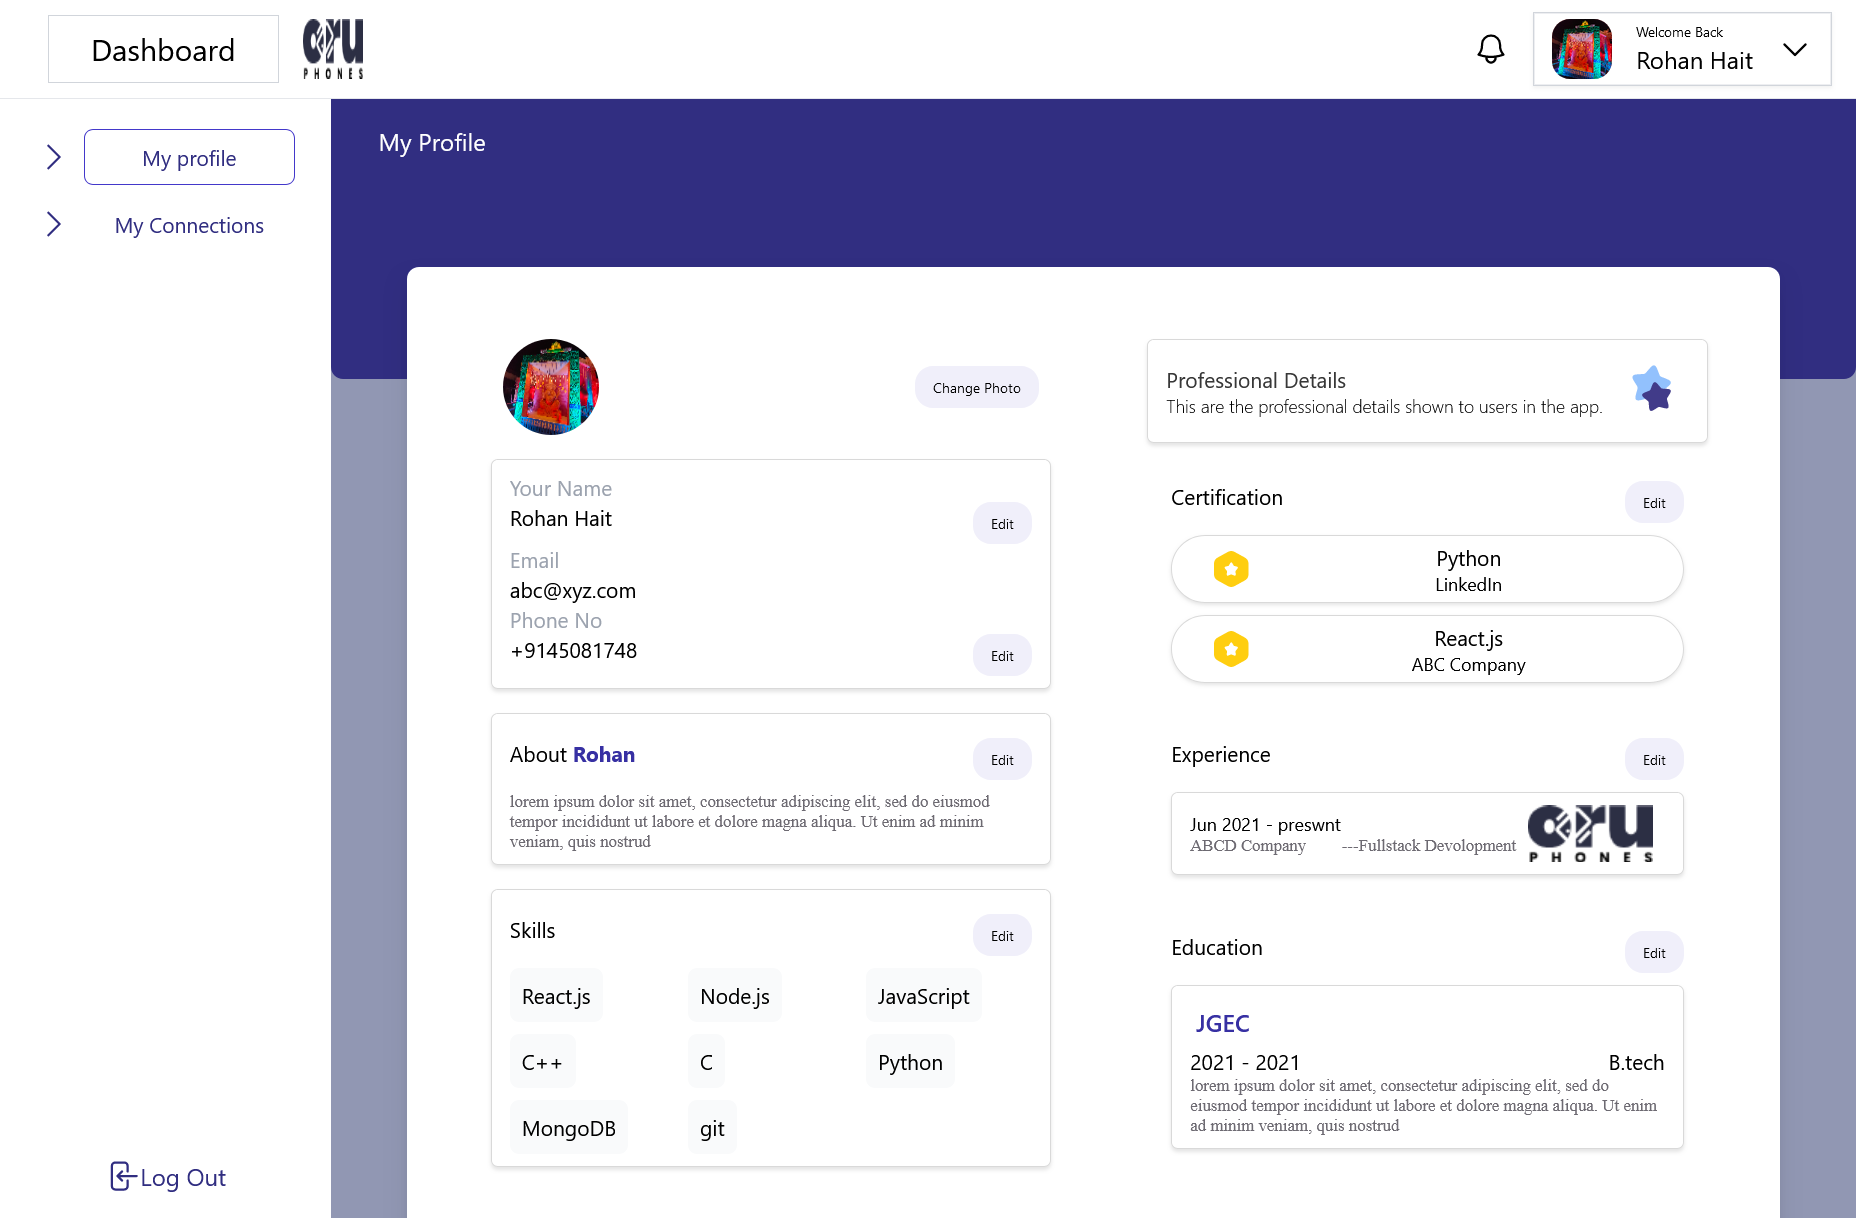 Dashboard
oru
PHONES
Welcome Back
Rohan Hait
My profile
My Connections
Log Out
My Profile
Change Photo
Your Name
Rohan Hait
Edit
Email
abc@xyz.com
Phone No
+9145081748
Edit
About Rohan
Edit
lorem ipsum dolor sit amet, consectetur adipiscing elit, sed do eiusmod
tempor incididunt ut labore et dolore magna aliqua. Ut enim ad minim
veniam, quis nostrud
Skills
Edit
React.js Node.js JavaScript
C++ C Python
MongoDB git
Professional Details
This are the professional details shown to users in the app.
Certification
Edit
Python
LinkedIn
React.js
ABC Company
Experience
Edit
Jun 2021 - preswnt
ABCD Company ---Fullstack Devolopment
oru
PHONES
Education
Edit
JGEC
2021 - 2021 B.tech
lorem ipsum dolor sit amet, consectetur adipiscing elit, sed do
eiusmod tempor incididunt ut labore et dolore magna aliqua. Ut enim
ad minim veniam, quis nostrud